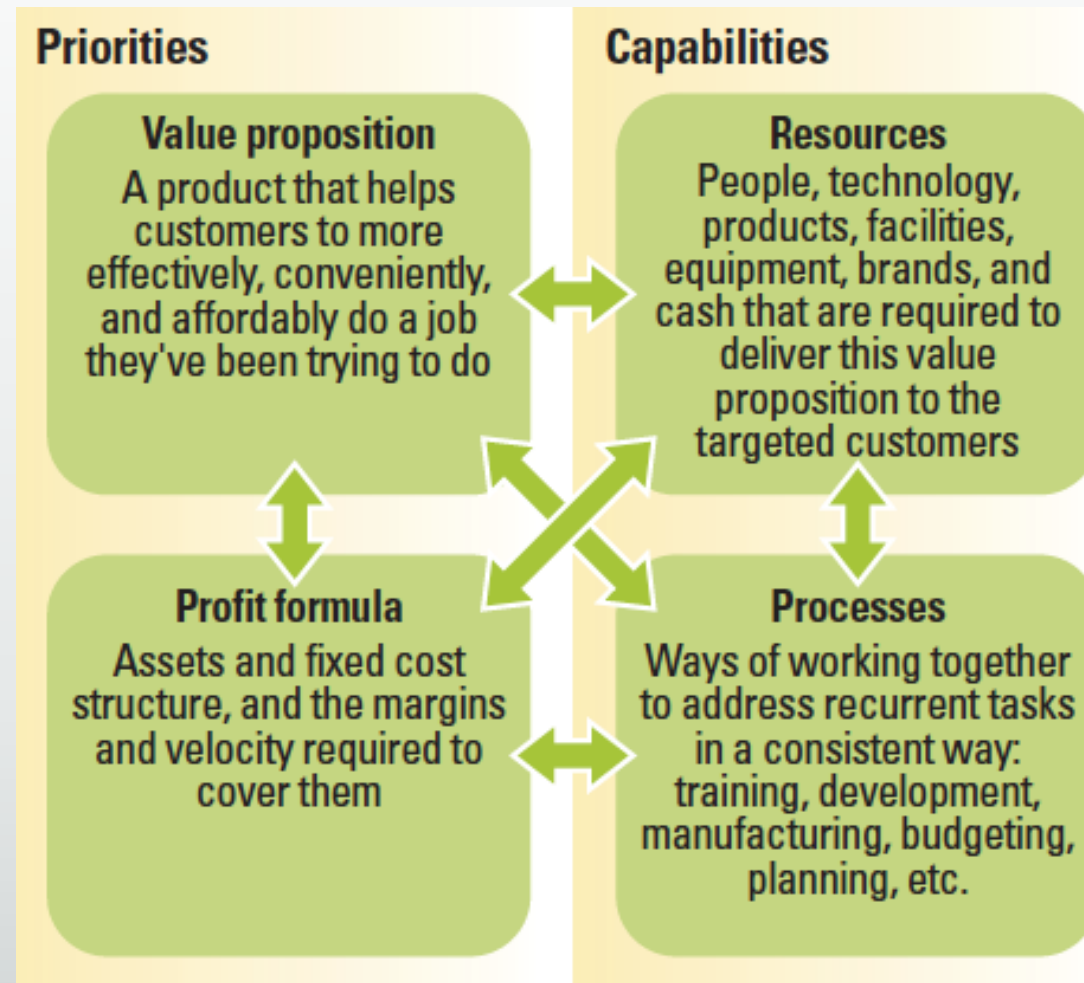 Priorities
Value proposition
A product that helps
customers to more
effectively, conveniently,
and affordably do a job
they've been trying to do
Profit formula
Assets and fixed cost
structure, and the margins
and velocity required to
cover them
Capabilities
Resources
People, technology,
products, facilities,
equipment, brands, and
cash that are required to
deliver this value
proposition to the
targeted customers
Processes
Ways of working together
to address recurrent tasks
in a consistent way:
training, development,
manufacturing, budgeting,
planning, etc.